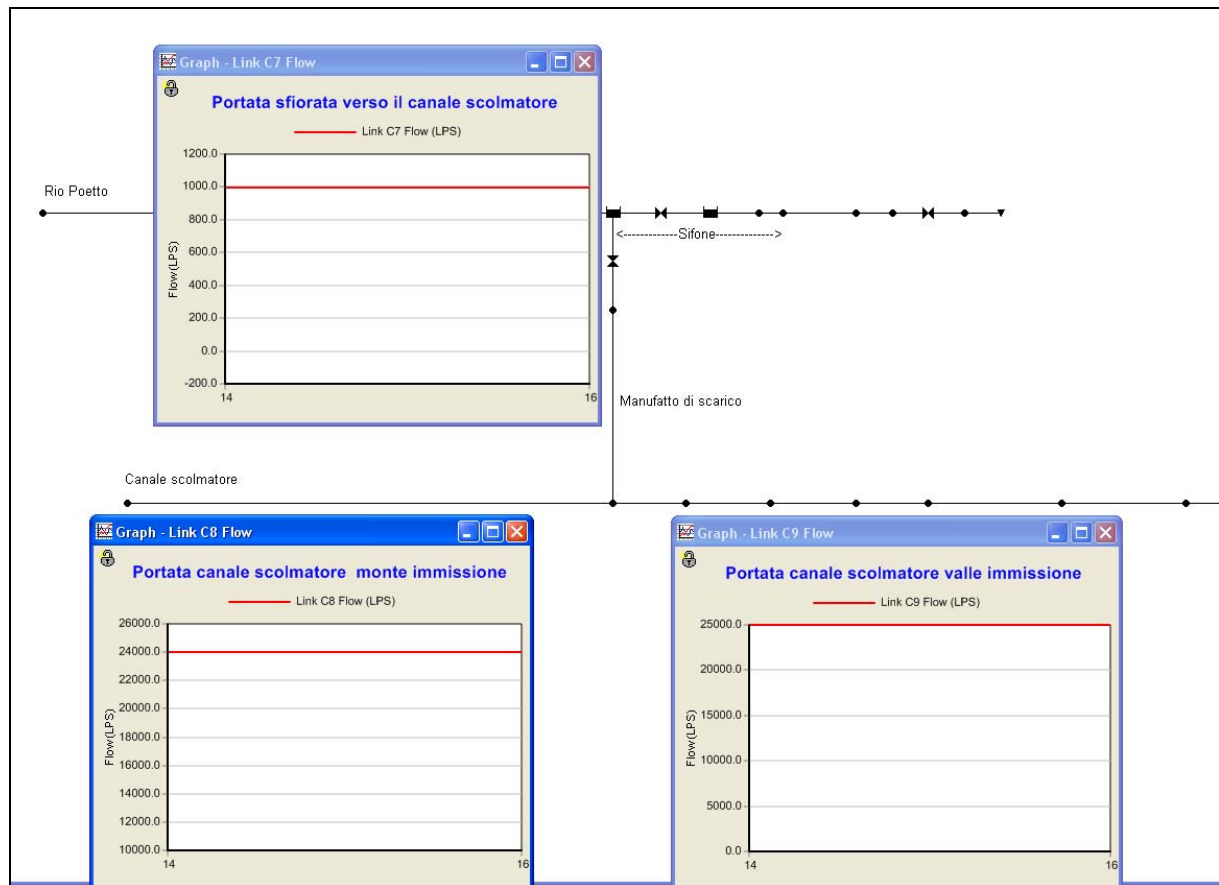 Graph - Link C7 Flow
Portata sfiorata verso il canale scolmatore
Link C7 Flow (LPS)
1200.0
1000.0
800.0
600.0
400.0
200.0
0.0
-200.0
Flow (LPS)
14
16
Rio Poetto
<------------Sifone------------>
Manufatto di scarico
Canale scolmatore
Graph - Link C8 Flow
Portata canale scolmatore monte immissione
Link C8 Flow (LPS)
26000.0
24000.0
22000.0
20000.0
18000.0
16000.0
14000.0
12000.0
10000.0
Flow (LPS)
14
16
Graph - Link C9 Flow
Portata canale scolmatore valle immissione
Link C9 Flow (LPS)
25000.0
20000.0
15000.0
10000.0
5000.0
0.0
Flow (LPS)
14
16